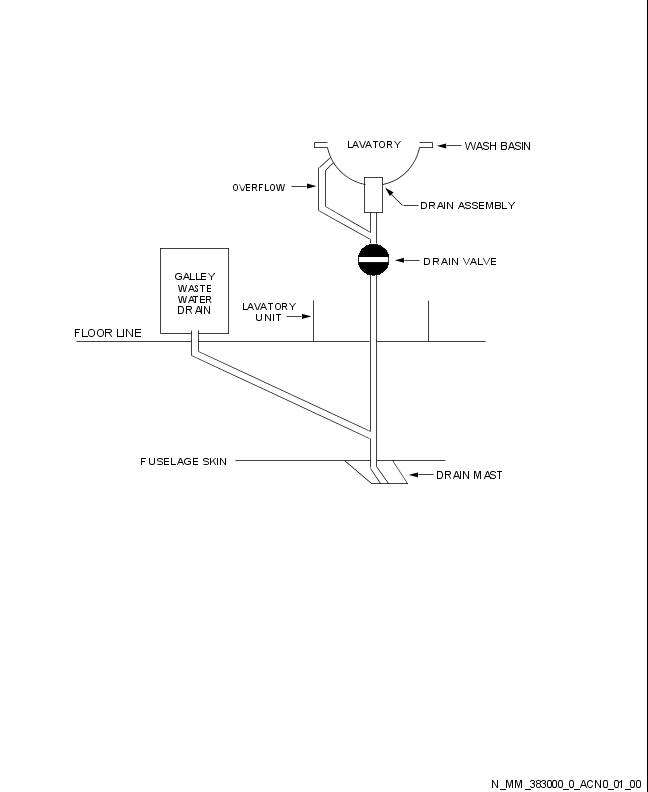 LAVATORY
WASH BASIN
OVERFLOW
DRAIN ASSEMBLY
DRAIN VALVE
GALLEY
WASTE
WATER
DRAIN
LAVATORY
UNIT
FLOOR LINE
FUSELAGE SKIN
DRAIN MAST
N_MM_383000_0_ACN0_01_00